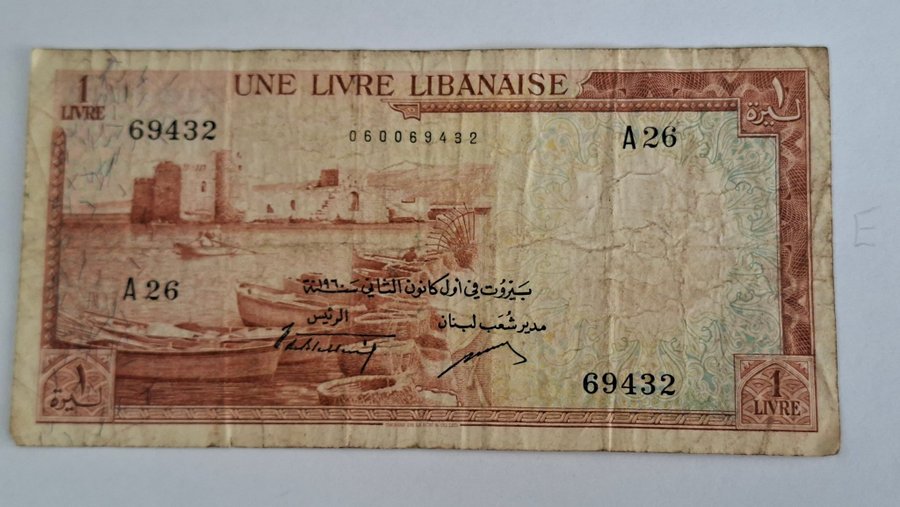 UNE LIVRE LIBANAISE
1
LIVRE
١
ليرة
69432
060069432
A 26
A 26
بيروت في أول كانون الثاني سنة ١٩٦٠
الرئيس
مدير شعب لبنان
69432
١
ليرة
1
LIVRE
E